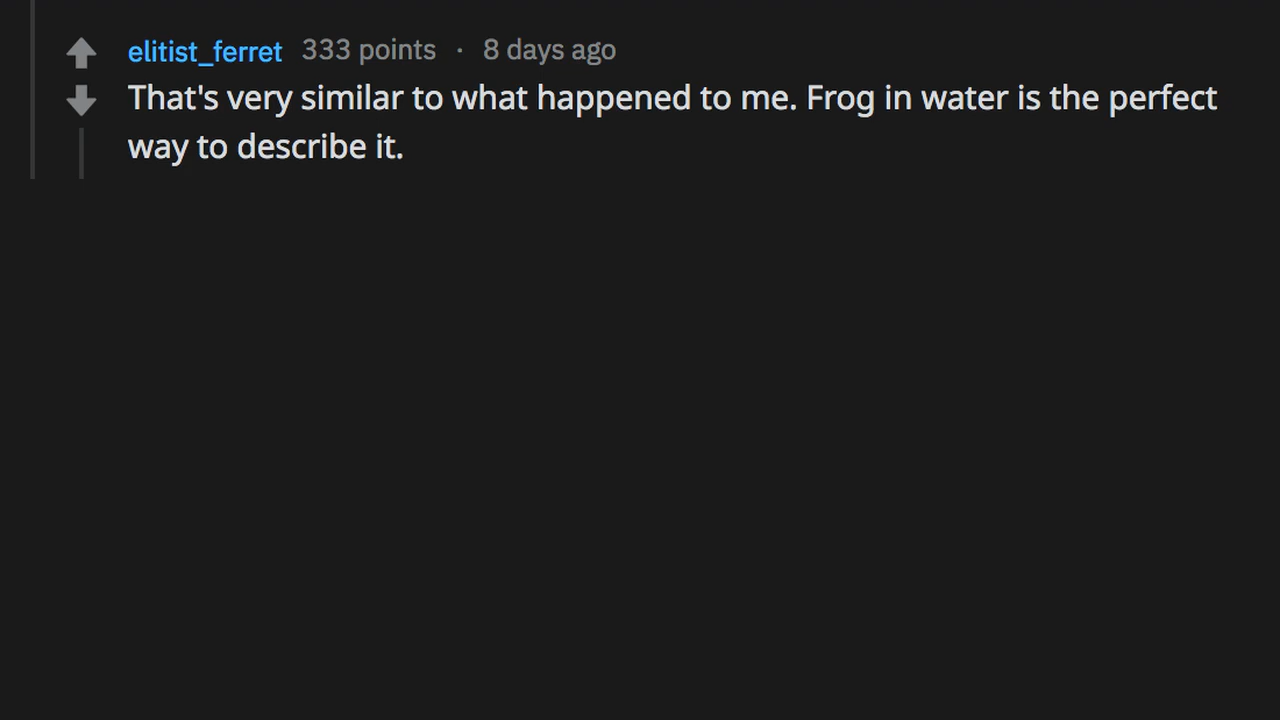 elitist_ferret 333 points · 8 days ago
That's very similar to what happened to me. Frog in water is the perfect
way to describe it.